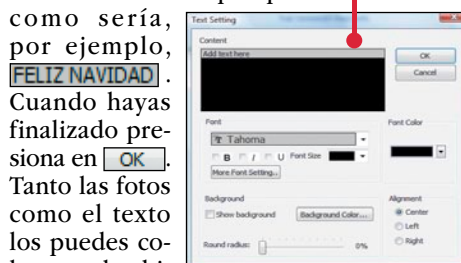 como sería,
por ejemplo,
FELIZ NAVIDAD .
Cuando hayas
finalizado pre-
siona en OK .
Tanto las fotos
como el texto
los puedes co-
Text Setting
Content
Add text here
OK
Cancel
Font
Font Color
Tahoma
B I U Font Size
More Font Setting...
Background
Alignment
Show background Background Color...
Center
Left
Right
Round radius: 0%